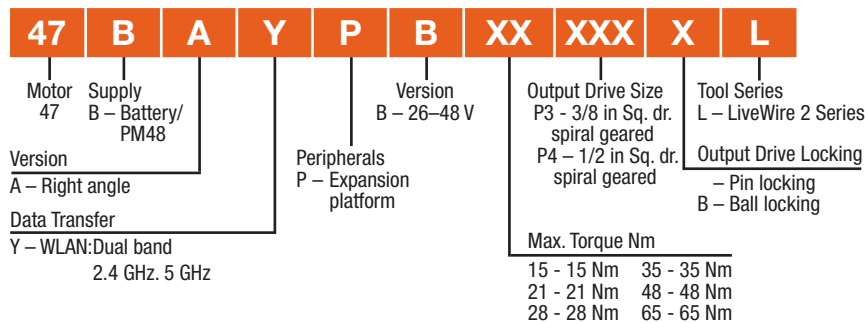 47 B A Y P B XX XXX X L
Motor
47
Supply
B – Battery/
PM48
Version
A – Right angle
Data Transfer
Y – WLAN:Dual band
2.4 GHz. 5 GHz
Peripherals
P – Expansion
platform
Version
B – 26–48 V
Output Drive Size
P3 - 3/8 in Sq. dr.
spiral geared
P4 – 1/2 in Sq. dr.
spiral geared
Max. Torque Nm
15 - 15 Nm 35 - 35 Nm
21 - 21 Nm 48 - 48 Nm
28 - 28 Nm 65 - 65 Nm
Tool Series
L – LiveWire 2 Series
Output Drive Locking
– Pin locking
B – Ball locking